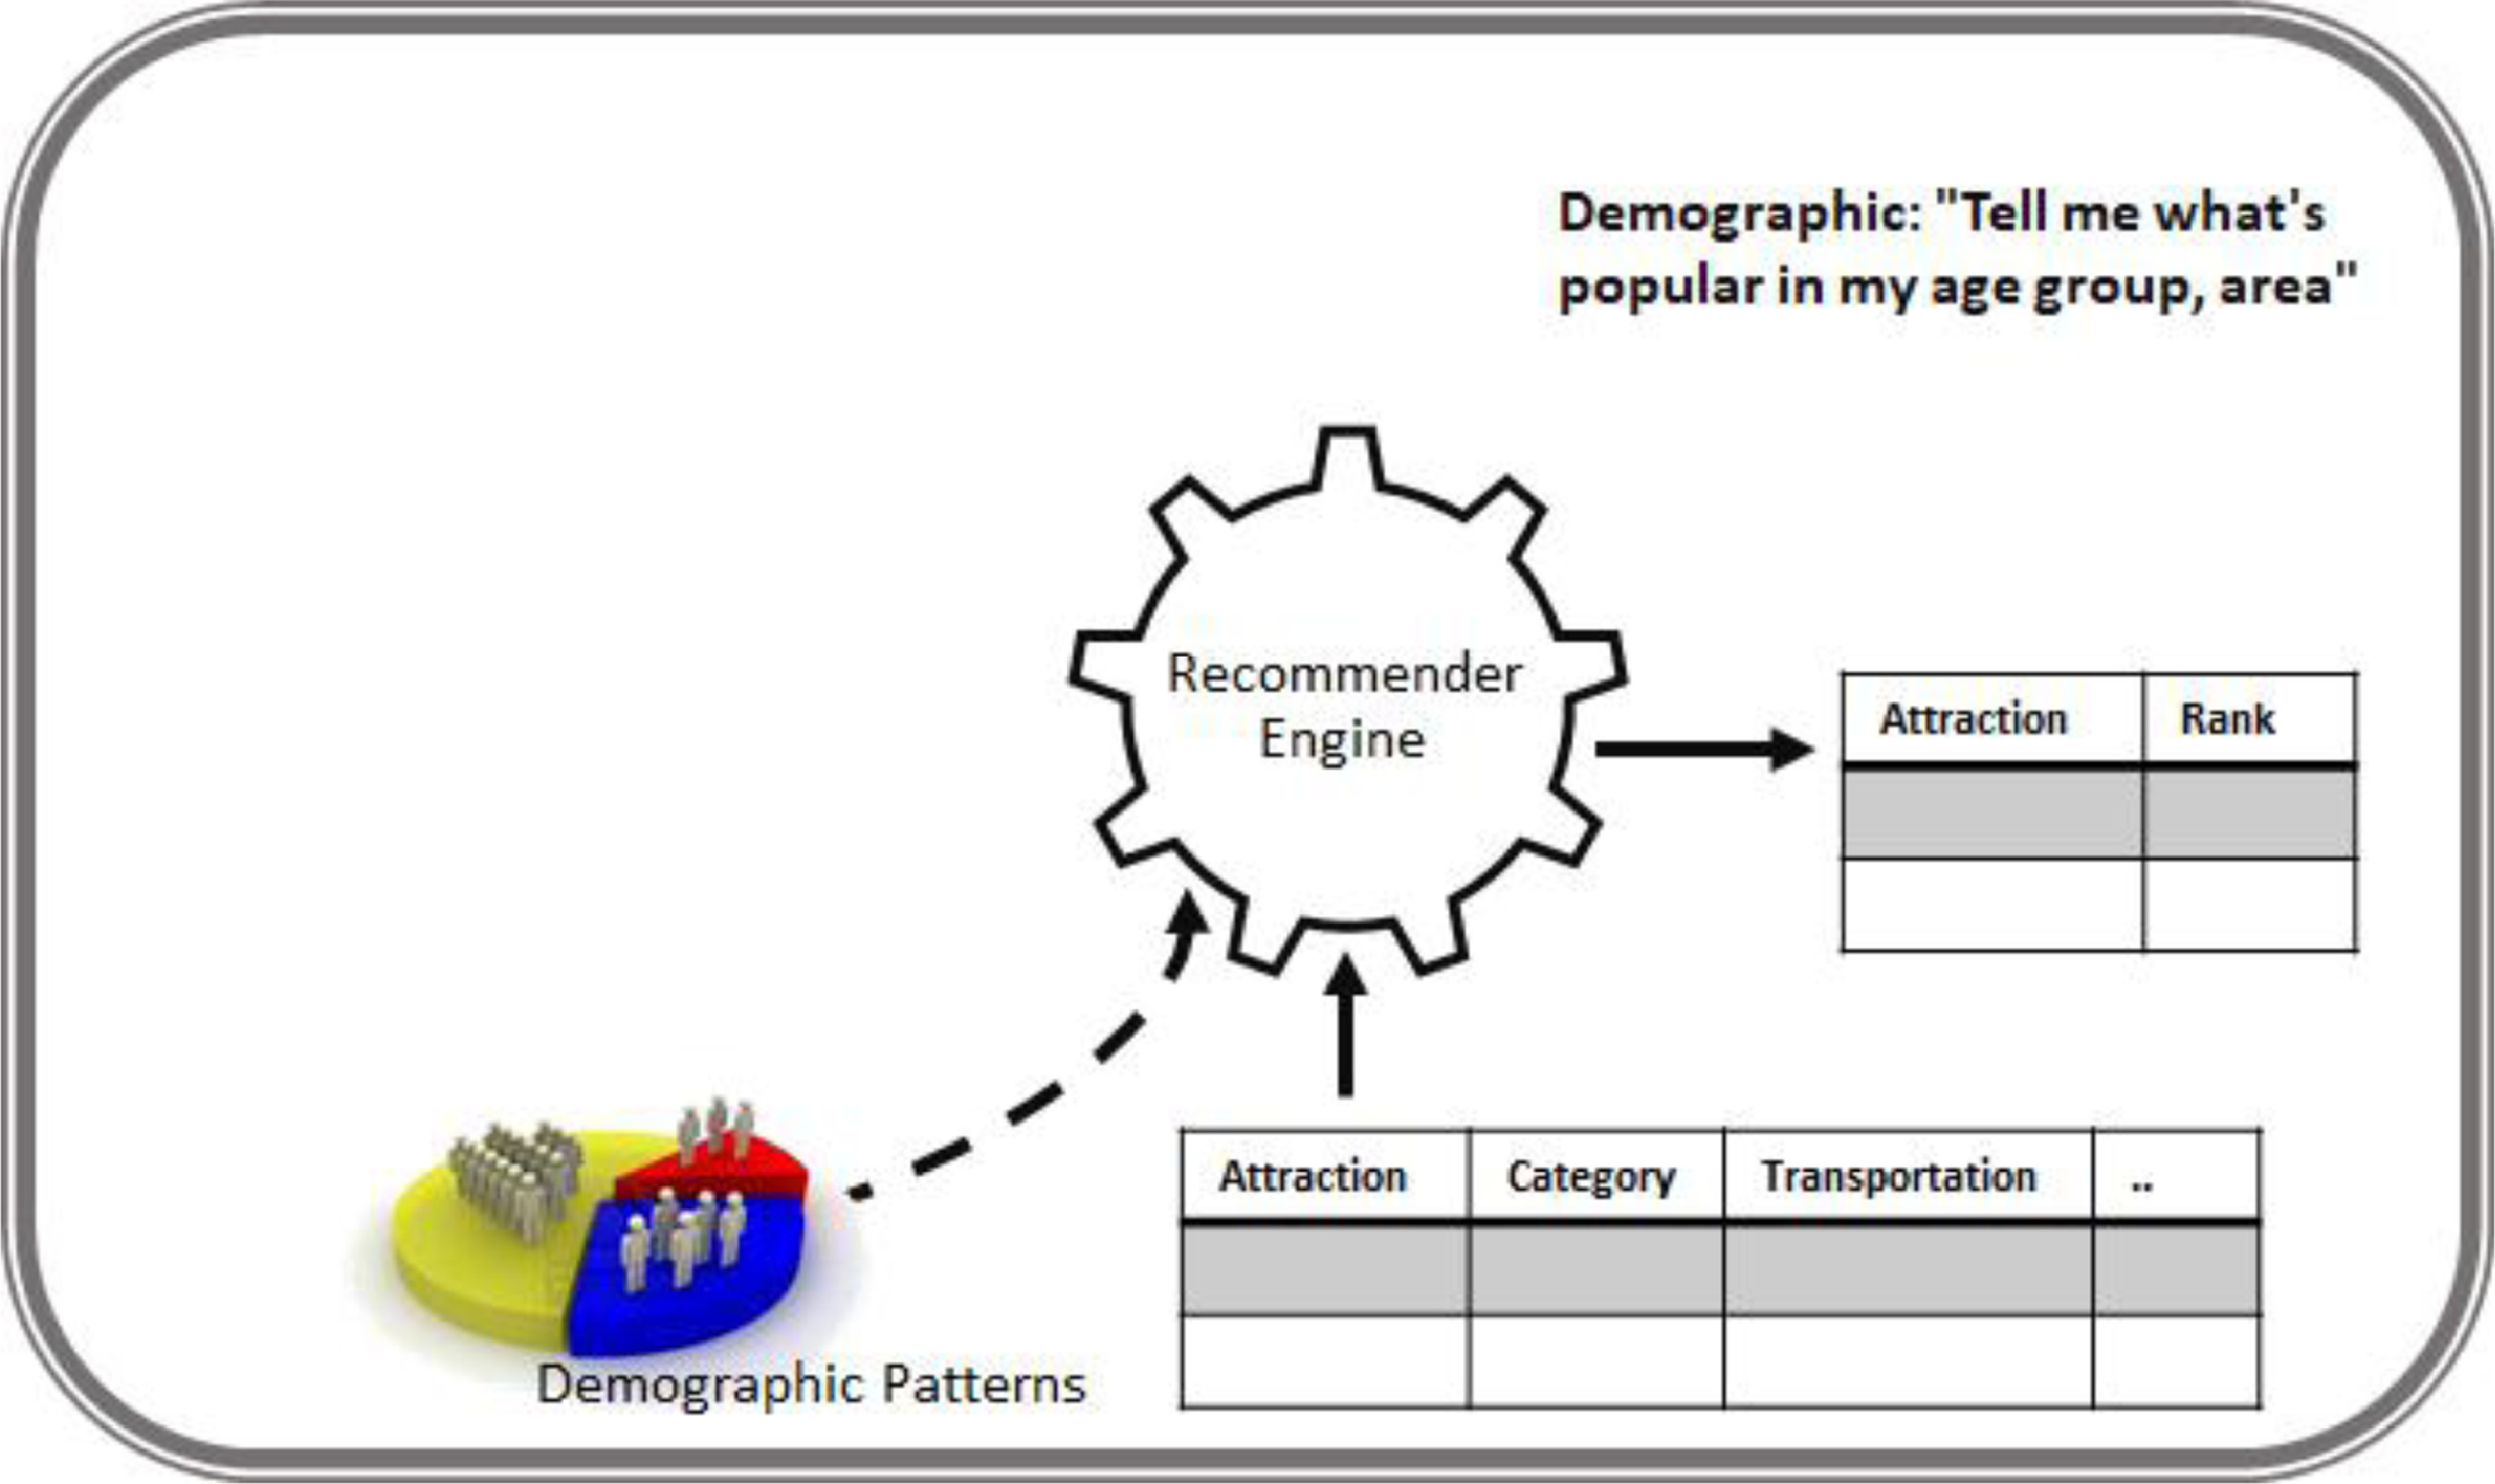 Demographic: "Tell me what's
popular in my age group, area"
Recommender
Engine
Attraction Rank
Attraction Category Transportation ..
Demographic Patterns